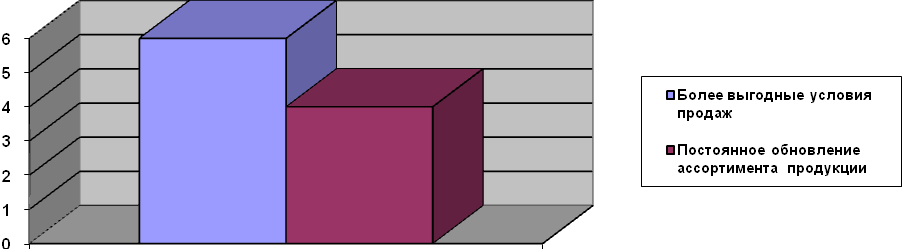 6
5
4
3
2
1
0
Более выгодные условия
продаж
Постоянное обновление
ассортимента продукции